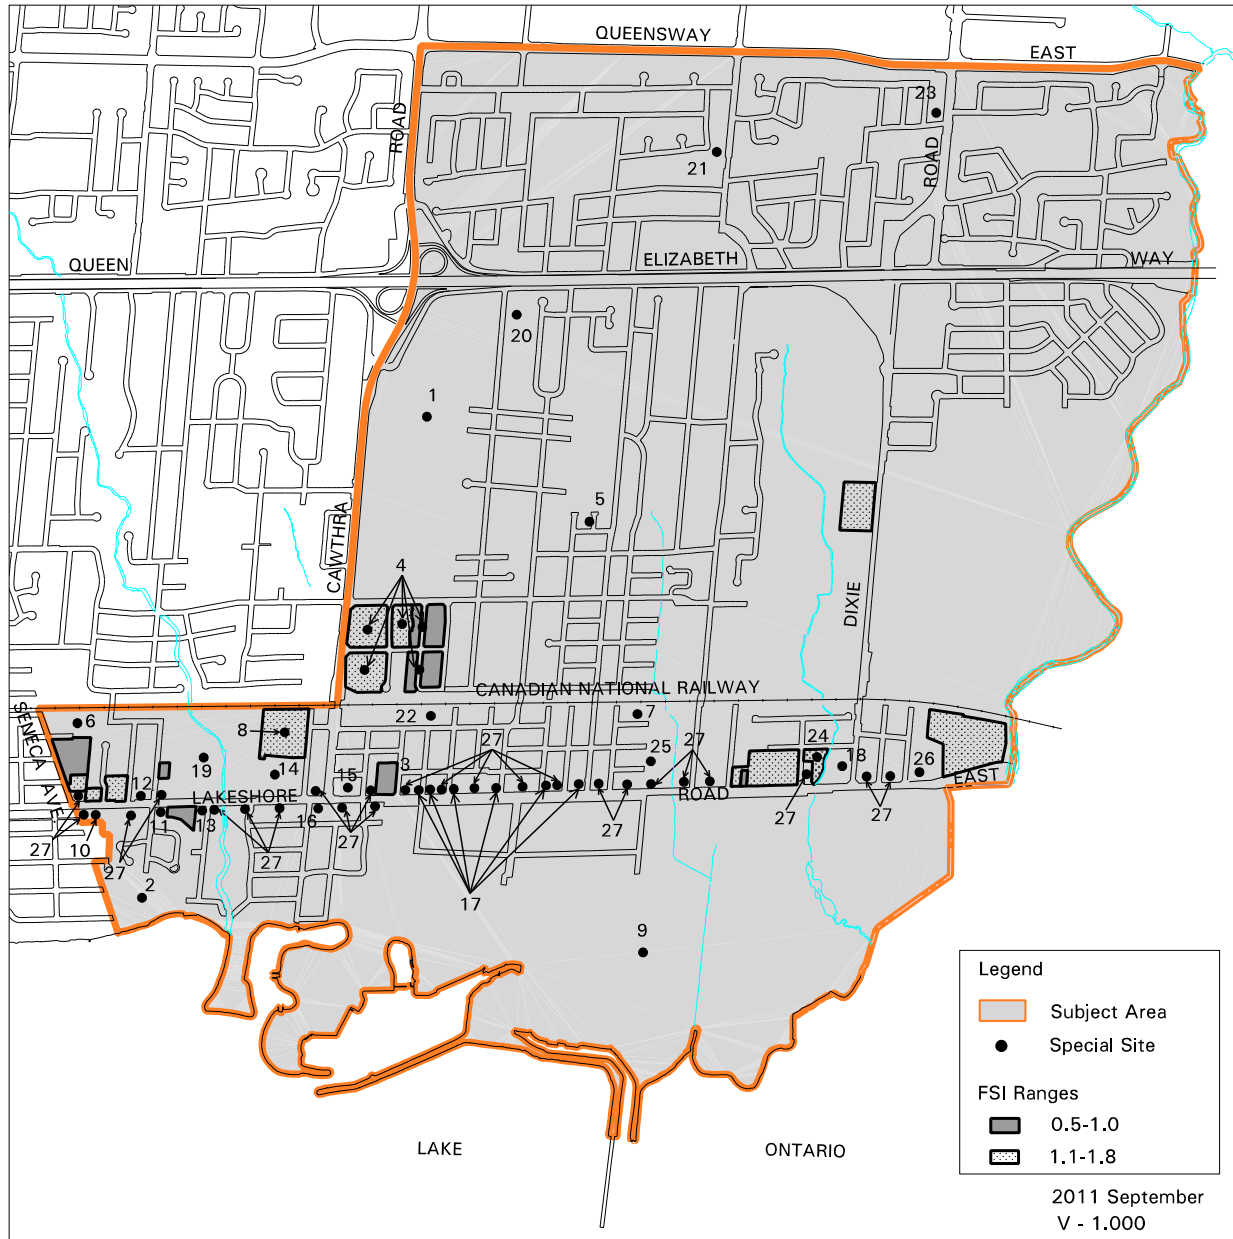 QUEENSWAY
EAST
ROAD
23
ROAD
21
QUEEN
ELIZABETH
WAY
20
1
5
CAWTHRA
4
DIXIE
CANADIAN NATIONAL RAILWAY
SENECA
AVE
6
8
22
7
27
3
25
27
24
18
26
19
14
15
12
LAKESHORE
ROAD
EAST
27
10
27
11
13
27
16
27
27
27
27
2
17
9
Legend
Subject Area
Special Site
FSI Ranges
0.5-1.0
1.1-1.8
LAKE
ONTARIO
2011 September
V - 1.000